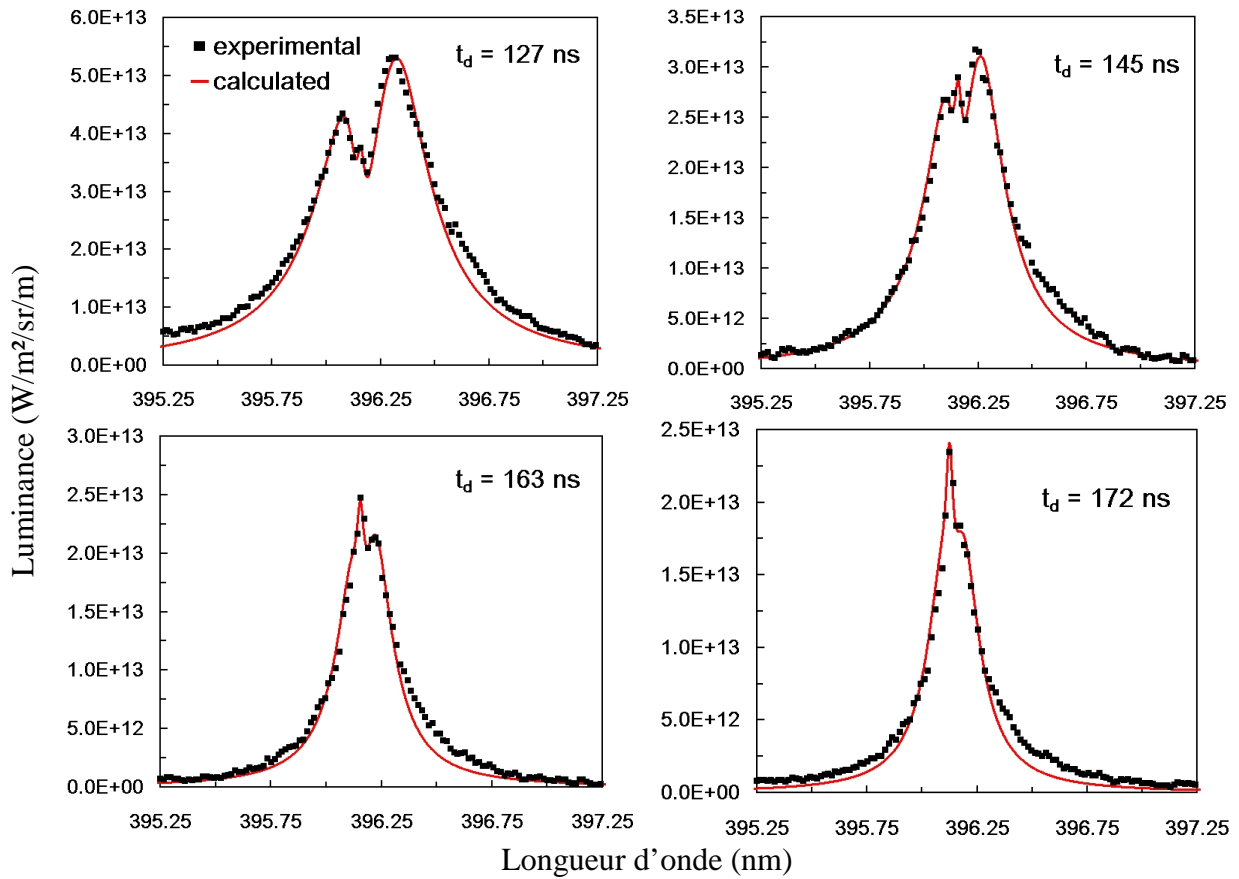 Luminance (W/m²/sr/m)
6.0E+13
5.0E+13
4.0E+13
3.0E+13
2.0E+13
1.0E+13
0.0E+00
■ experimental
— calculated
t_d = 127 ns
395.25 395.75 396.25 396.75 397.25
3.5E+13
3.0E+13
2.5E+13
2.0E+13
1.5E+13
1.0E+13
5.0E+12
0.0E+00
t_d = 145 ns
395.25 395.75 396.25 396.75 397.25
3.0E+13
2.5E+13
2.0E+13
1.5E+13
1.0E+13
5.0E+12
0.0E+00
t_d = 163 ns
395.25 395.75 396.25 396.75 397.25
2.5E+13
2.0E+13
1.5E+13
1.0E+13
5.0E+12
0.0E+00
t_d = 172 ns
395.25 395.75 396.25 396.75 397.25
Longueur d’onde (nm)